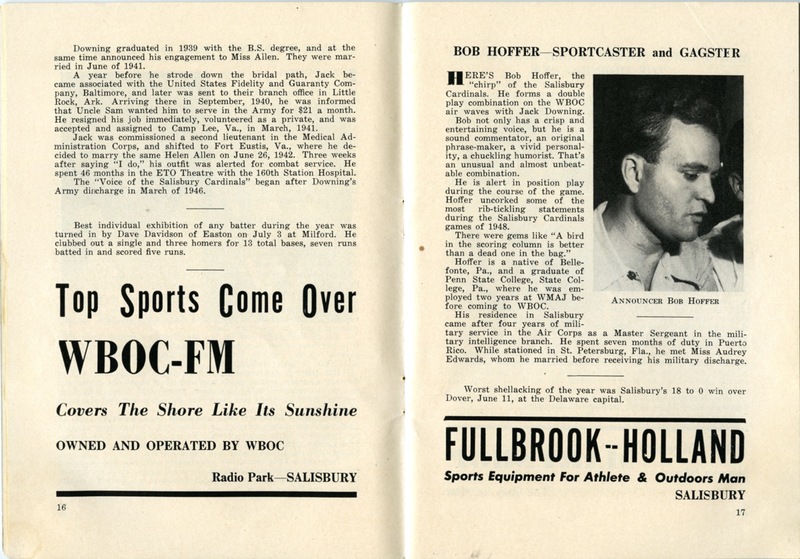 Downing graduated in 1939 with the B.S. degree, and at the
same time announced his engagement to Miss Allen. They were mar-
ried in June of 1941.
A year before he strode down the bridal path, Jack be-
came associated with the United States Fidelity and Guaranty Com-
pany, Baltimore, and later was sent to their branch office in Little
Rock, Ark. Arriving there in September, 1940, he was informed
that Uncle Sam wanted him to serve in the Army for $21 a month.
He resigned his job immediately, volunteered as a private, and was
accepted and assigned to Camp Lee, Va., in March, 1941.
Jack was commissioned a second lieutenant in the Medical Ad-
ministration Corps, and shifted to Fort Eustis, Va., where he de-
cided to marry the same Helen Allen on June 26, 1942. Three weeks
after saying "I do," his outfit was alerted for combat service. He
spent 46 months in the ETO Theatre with the 160th Station Hospital.
The "Voice of the Salisbury Cardinals" began after Downing's
Army discharge in March of 1946.
Best individual exhibition of any batter during the year was
turned in by Dave Davidson of Easton on July 3 at Milford. He
clubbed out a single and three homers for 13 total bases, seven runs
batted in and scored five runs.
Top Sports Come Over
WBOC-FM
Covers The Shore Like Its Sunshine
OWNED AND OPERATED BY WBOC
Radio Park—SALISBURY
16
BOB HOFFER—SPORTCASTER and GAGSTER
HERE'S Bob Hoffer, the
"chirp" of the Salisbury
Cardinals. He forms a double
play combination on the WBOC
air waves with Jack Downing.
Bob not only has a crisp and
entertaining voice, but he is a
sound commentator, an original
phrase-maker, a vivid personal-
ity, a chuckling humorist. That's
an unusual and almost unbeat-
able combination.
He is alert in position play
during the course of the game.
Hoffer uncorked some of the
most rib-tickling statements
during the Salisbury Cardinals
games of 1948.
There were gems like "A bird
in the scoring column is better
than a dead one in the bag."
Hoffer is a native of Belle-
fonte, Pa., and a graduate of
Penn State College, State Col-
lege, Pa., where he was em-
ployed two years at WMAJ be-
fore coming to WBOC.
His residence in Salisbury
came after four years of mili-
tary service in the Air Corps as a Master Sergeant in the mili-
tary intelligence branch. He spent seven months of duty in Puerto
Rico. While stationed in St. Petersburg, Fla., he met Miss Audrey
Edwards, whom he married before receiving his military discharge.
ANNOUNCER BOB HOFFER
Worst shellacking of the year was Salisbury's 18 to 0 win over
Dover, June 11, at the Delaware capital.
FULLBROOK--HOLLAND
Sports Equipment For Athlete & Outdoors Man
SALISBURY
17